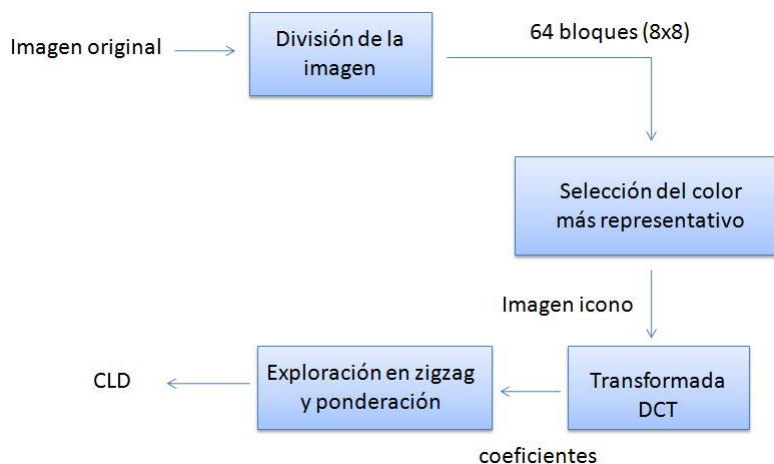 Imagen original
División de la
imagen
64 bloques (8x8)
Selección del color
más representativo
Imagen icono
Transformada
DCT
coeficientes
Exploración en zigzag
y ponderación
CLD